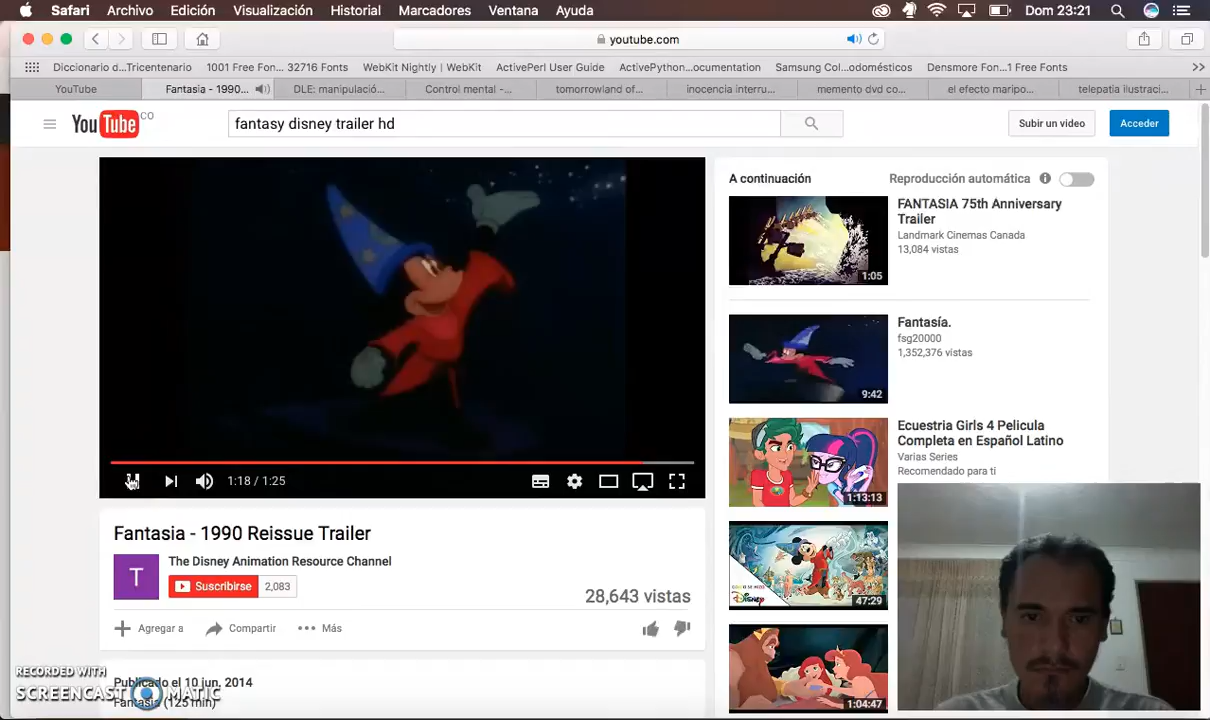 Safari Archivo Edición Visualización Historial Marcadores Ventana Ayuda Dom 23:21
youtube.com
Diccionario d...Tricentenario 1001 Free Fon... 32716 Fonts WebKit Nightly | WebKit ActivePerl User Guide ActivePython...ocumentation Samsung Col...odomésticos Densmore Fon...1 Free Fonts
YouTube Fantasia - 1990... DLE: manipulació... Control mental -... tomorrowland of... inocencia interru... memento dvd co... el efecto maripo... telepatia ilustraci...
YouTube CO fantasy disney trailer hd Subir un video Acceder
A continuación Reproducción automática
FANTASIA 75th Anniversary
Trailer
Landmark Cinemas Canada
13,084 vistas
1:05
Fantasía.
fsg20000
1,352,376 vistas
9:42
Ecuestria Girls 4 Pelicula
Completa en Español Latino
Varias Series
Recomendado para ti
1:13:13
1:18 / 1:25
Fantasia - 1990 Reissue Trailer
T The Disney Animation Resource Channel
Suscribirse 2,083
28,643 vistas
Agregar a Compartir Más
Disney
47:29
1:04:47
RECORDED WITH
SCREENCAST MATIC
Publicado el 10 jun. 2014
Fantasia (125 min)